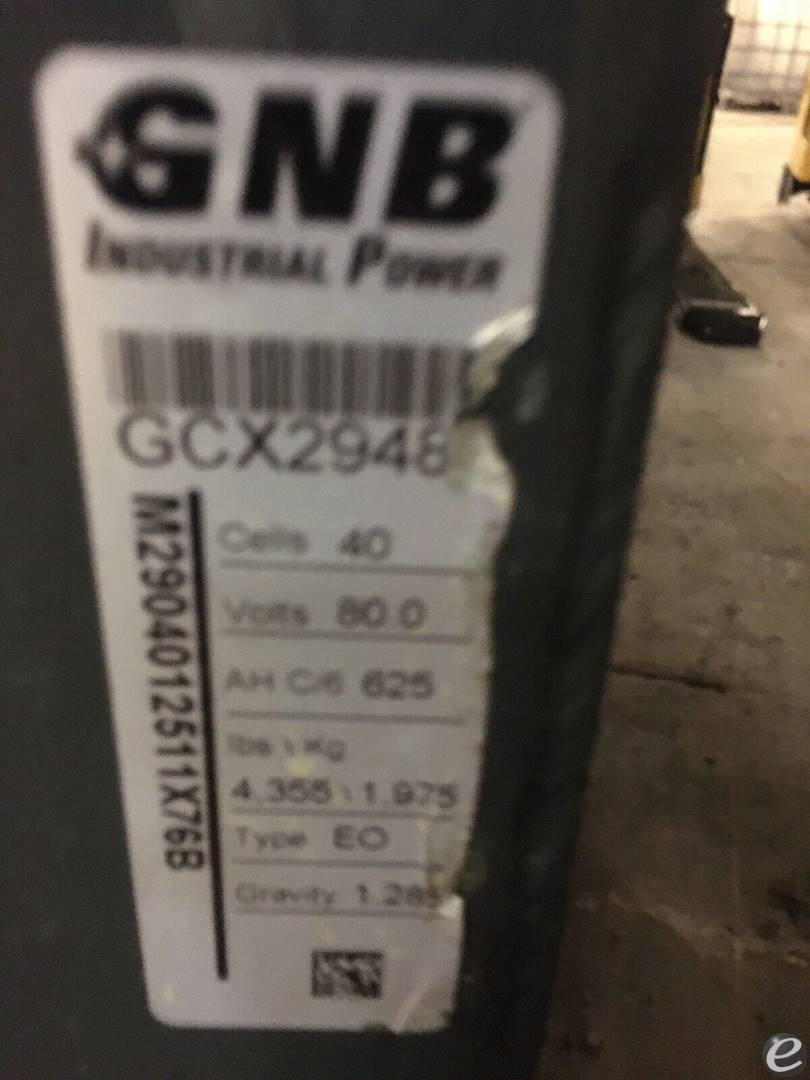 GNB
INDUSTRIAL POWER
GCX2948
M2904012511X76B
Cells 40
Volts 80.0
AH C/6 625
lbs \ Kg
4,355 \ 1,975
Type EO
Gravity 1.285
e